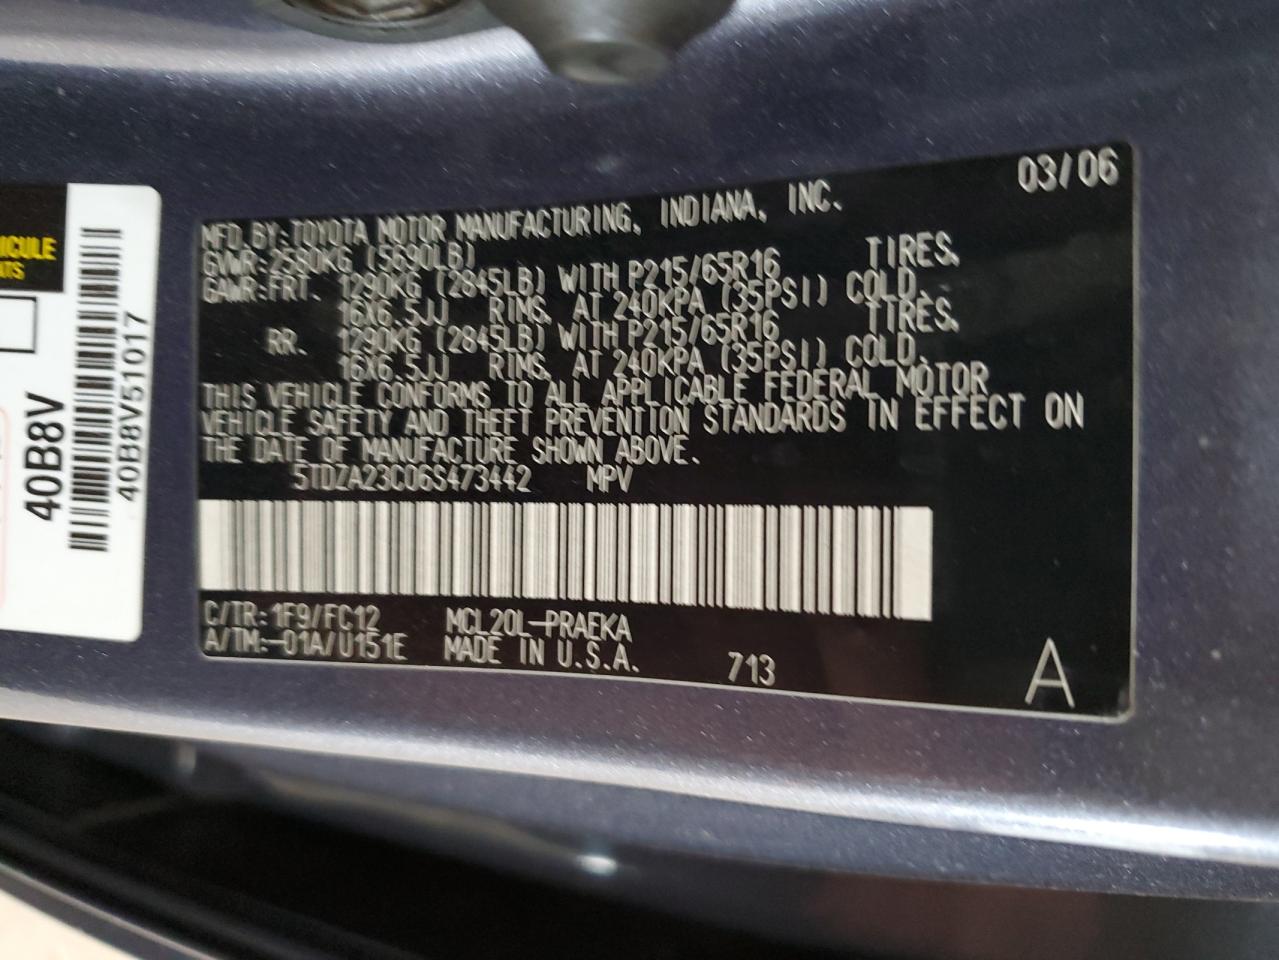 03/06
MFD.BY:TOYOTA MOTOR MANUFACTURING, INDIANA, INC.
GVWR:2580KG (5690LB)
GAWR:FRT. 1290KG (2845LB) WITH P215/65R16 TIRES,
16X6.5JJ RIMS, AT 240KPA (35PSI) COLD.
RR. 1290KG (2845LB) WITH P215/65R16 TIRES,
16X6.5JJ RIMS, AT 240KPA (35PSI) COLD.
THIS VEHICLE CONFORMS TO ALL APPLICABLE FEDERAL MOTOR
VEHICLE SAFETY AND THEFT PREVENTION STANDARDS IN EFFECT ON
THE DATE OF MANUFACTURE SHOWN ABOVE.
5TDZA23C06S473442 MPV
C/TR:1F9/FC12 MCL20L-PRAEKA
A/TM:-01A/U151E MADE IN U.S.A. 713
A
40B8V
40B8V51017